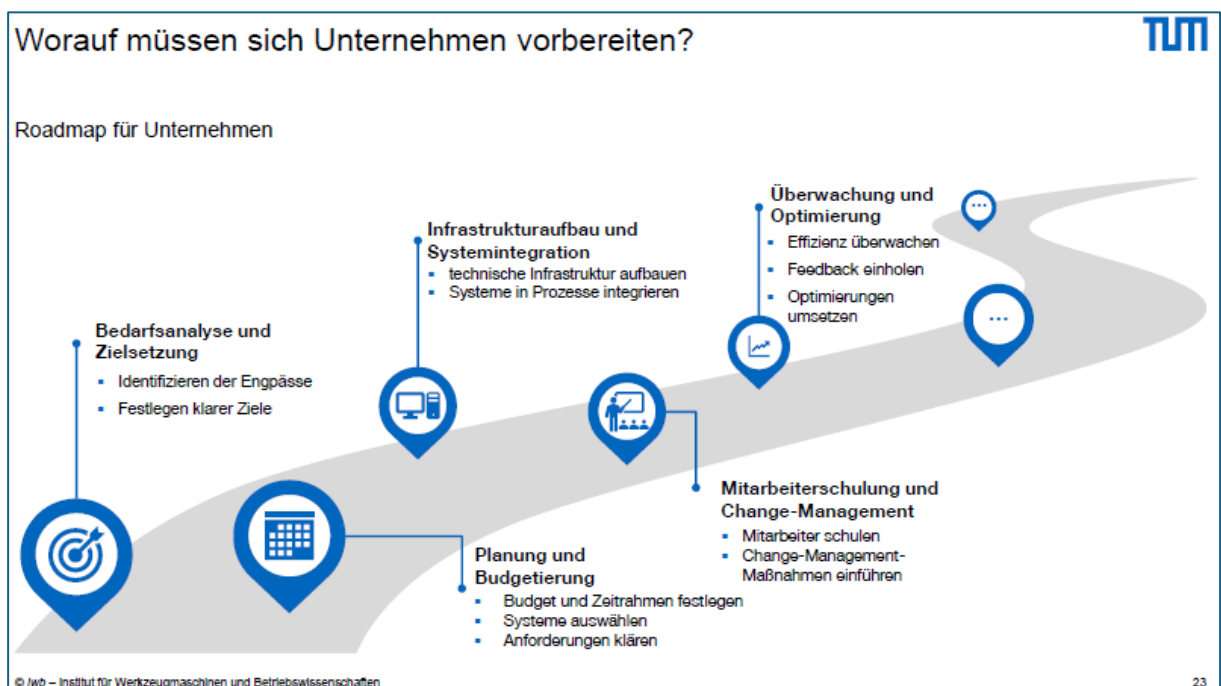 Worauf müssen sich Unternehmen vorbereiten?
TUM
Roadmap für Unternehmen
Bedarfsanalyse und
Zielsetzung
▪ Identifizieren der Engpässe
▪ Festlegen klarer Ziele
Planung und
Budgetierung
▪ Budget und Zeitrahmen festlegen
▪ Systeme auswählen
▪ Anforderungen klären
Infrastrukturaufbau und
Systemintegration
▪ technische Infrastruktur aufbauen
▪ Systeme in Prozesse integrieren
Mitarbeiterschulung und
Change-Management
▪ Mitarbeiter schulen
▪ Change-Management-
Maßnahmen einführen
Überwachung und
Optimierung
▪ Effizienz überwachen
▪ Feedback einholen
▪ Optimierungen
umsetzen
...
...
© iwb – Institut für Werkzeugmaschinen und Betriebswissenschaften
23